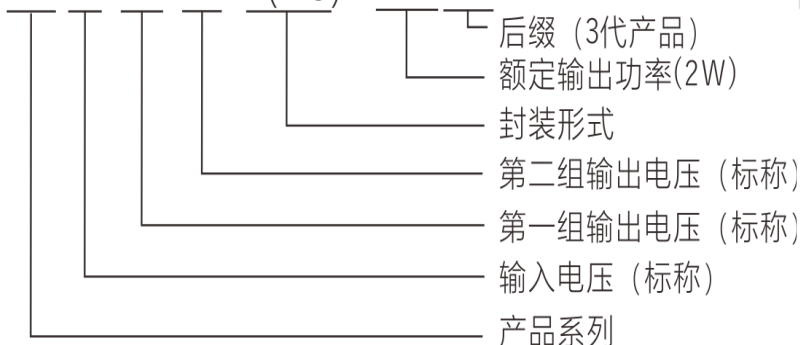 后缀（3代产品）
额定输出功率(2W)
封装形式
第二组输出电压（标称）
第一组输出电压（标称）
输入电压（标称）
产品系列